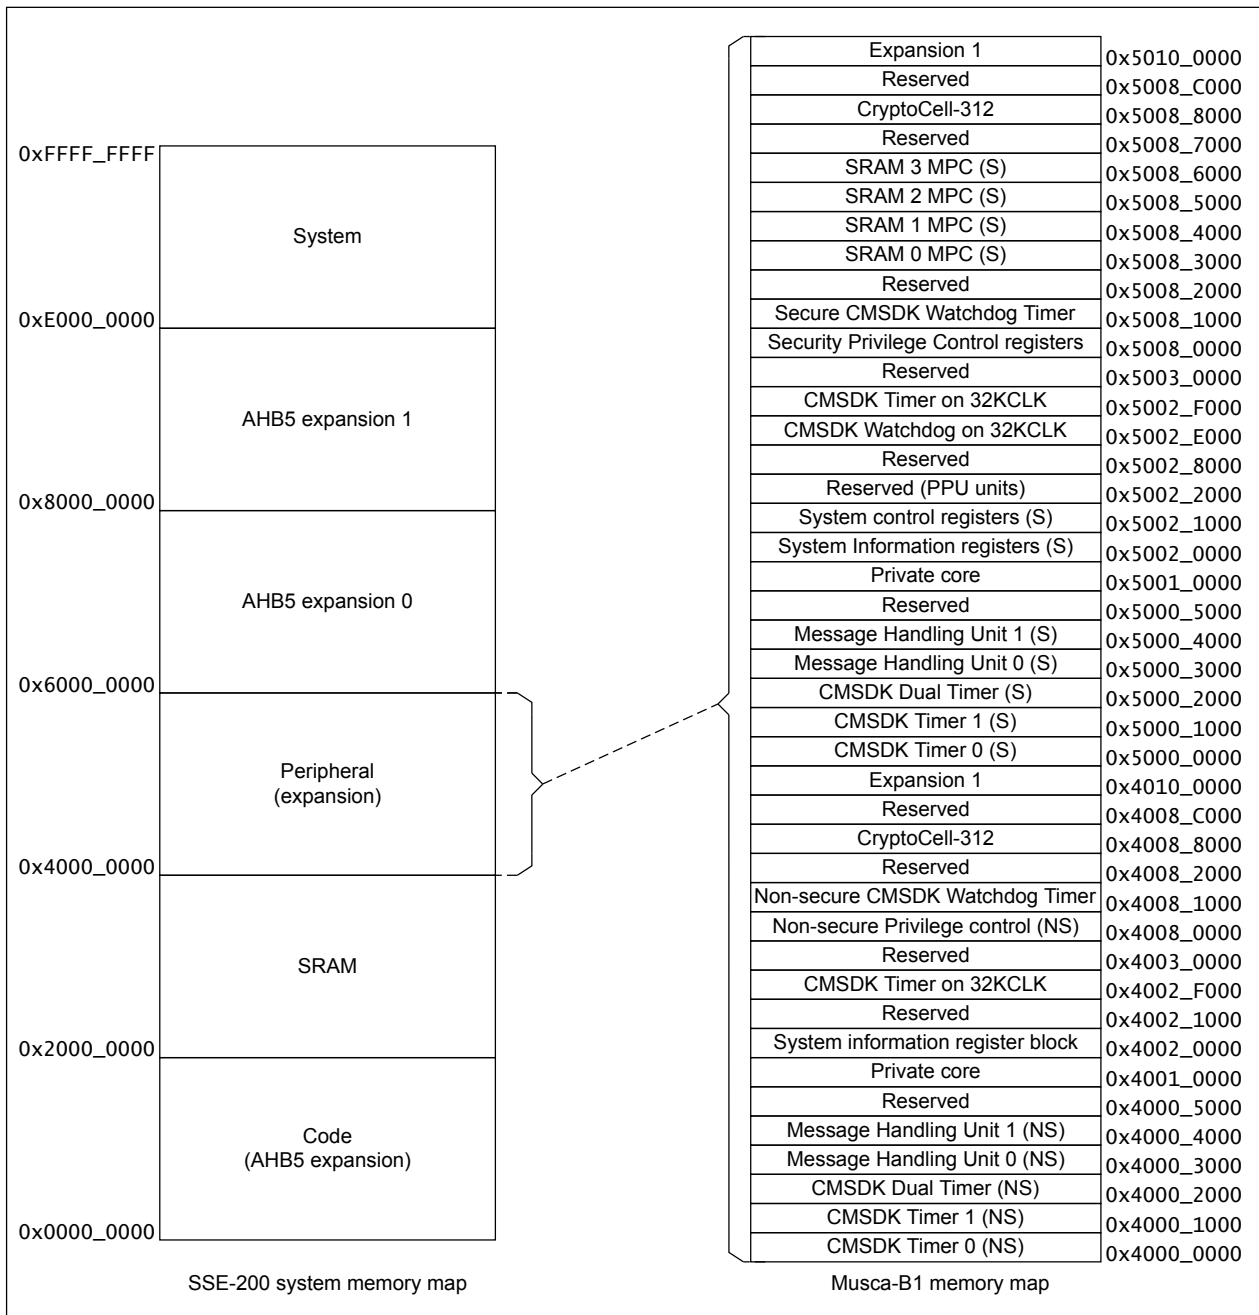 0xFFFF_FFFF
System
0xE000_0000
AHB5 expansion 1
0x8000_0000
AHB5 expansion 0
0x6000_0000
Peripheral
(expansion)
0x4000_0000
SRAM
0x2000_0000
Code
(AHB5 expansion)
0x0000_0000
SSE-200 system memory map
Expansion 1 0x5010_0000
Reserved 0x5008_C000
CryptoCell-312 0x5008_8000
Reserved 0x5008_7000
SRAM 3 MPC (S) 0x5008_6000
SRAM 2 MPC (S) 0x5008_5000
SRAM 1 MPC (S) 0x5008_4000
SRAM 0 MPC (S) 0x5008_3000
Reserved 0x5008_2000
Secure CMSDK Watchdog Timer 0x5008_1000
Security Privilege Control registers 0x5008_0000
Reserved 0x5003_0000
CMSDK Timer on 32KCLK 0x5002_F000
CMSDK Watchdog on 32KCLK 0x5002_E000
Reserved 0x5002_8000
Reserved (PPU units) 0x5002_2000
System control registers (S) 0x5002_1000
System Information registers (S) 0x5002_0000
Private core 0x5001_0000
Reserved 0x5000_5000
Message Handling Unit 1 (S) 0x5000_4000
Message Handling Unit 0 (S) 0x5000_3000
CMSDK Dual Timer (S) 0x5000_2000
CMSDK Timer 1 (S) 0x5000_1000
CMSDK Timer 0 (S) 0x5000_0000
Expansion 1 0x4010_0000
Reserved 0x4008_C000
CryptoCell-312 0x4008_8000
Reserved 0x4008_2000
Non-secure CMSDK Watchdog Timer 0x4008_1000
Non-secure Privilege control (NS) 0x4008_0000
Reserved 0x4003_0000
CMSDK Timer on 32KCLK 0x4002_F000
Reserved 0x4002_1000
System information register block 0x4002_0000
Private core 0x4001_0000
Reserved 0x4000_5000
Message Handling Unit 1 (NS) 0x4000_4000
Message Handling Unit 0 (NS) 0x4000_3000
CMSDK Dual Timer (NS) 0x4000_2000
CMSDK Timer 1 (NS) 0x4000_1000
CMSDK Timer 0 (NS) 0x4000_0000
Musca-B1 memory map